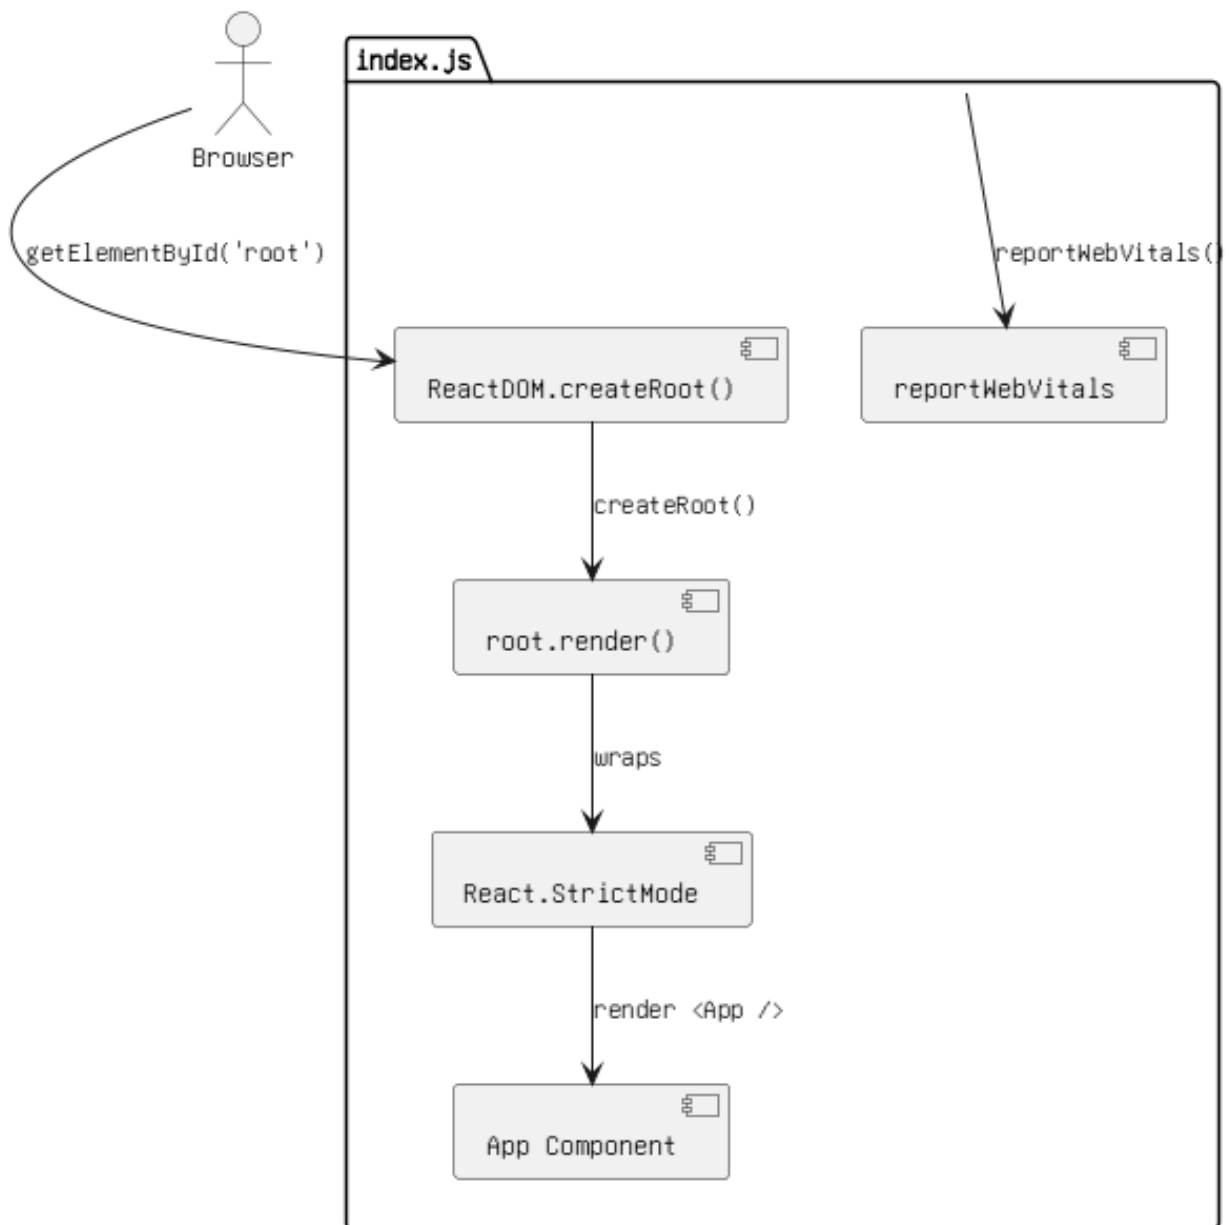 index.js
Browser
getElementById('root')
reportWebVitals()
ReactDOM.createRoot()
reportWebVitals
createRoot()
root.render()
wraps
React.StrictMode
render <App />
App Component